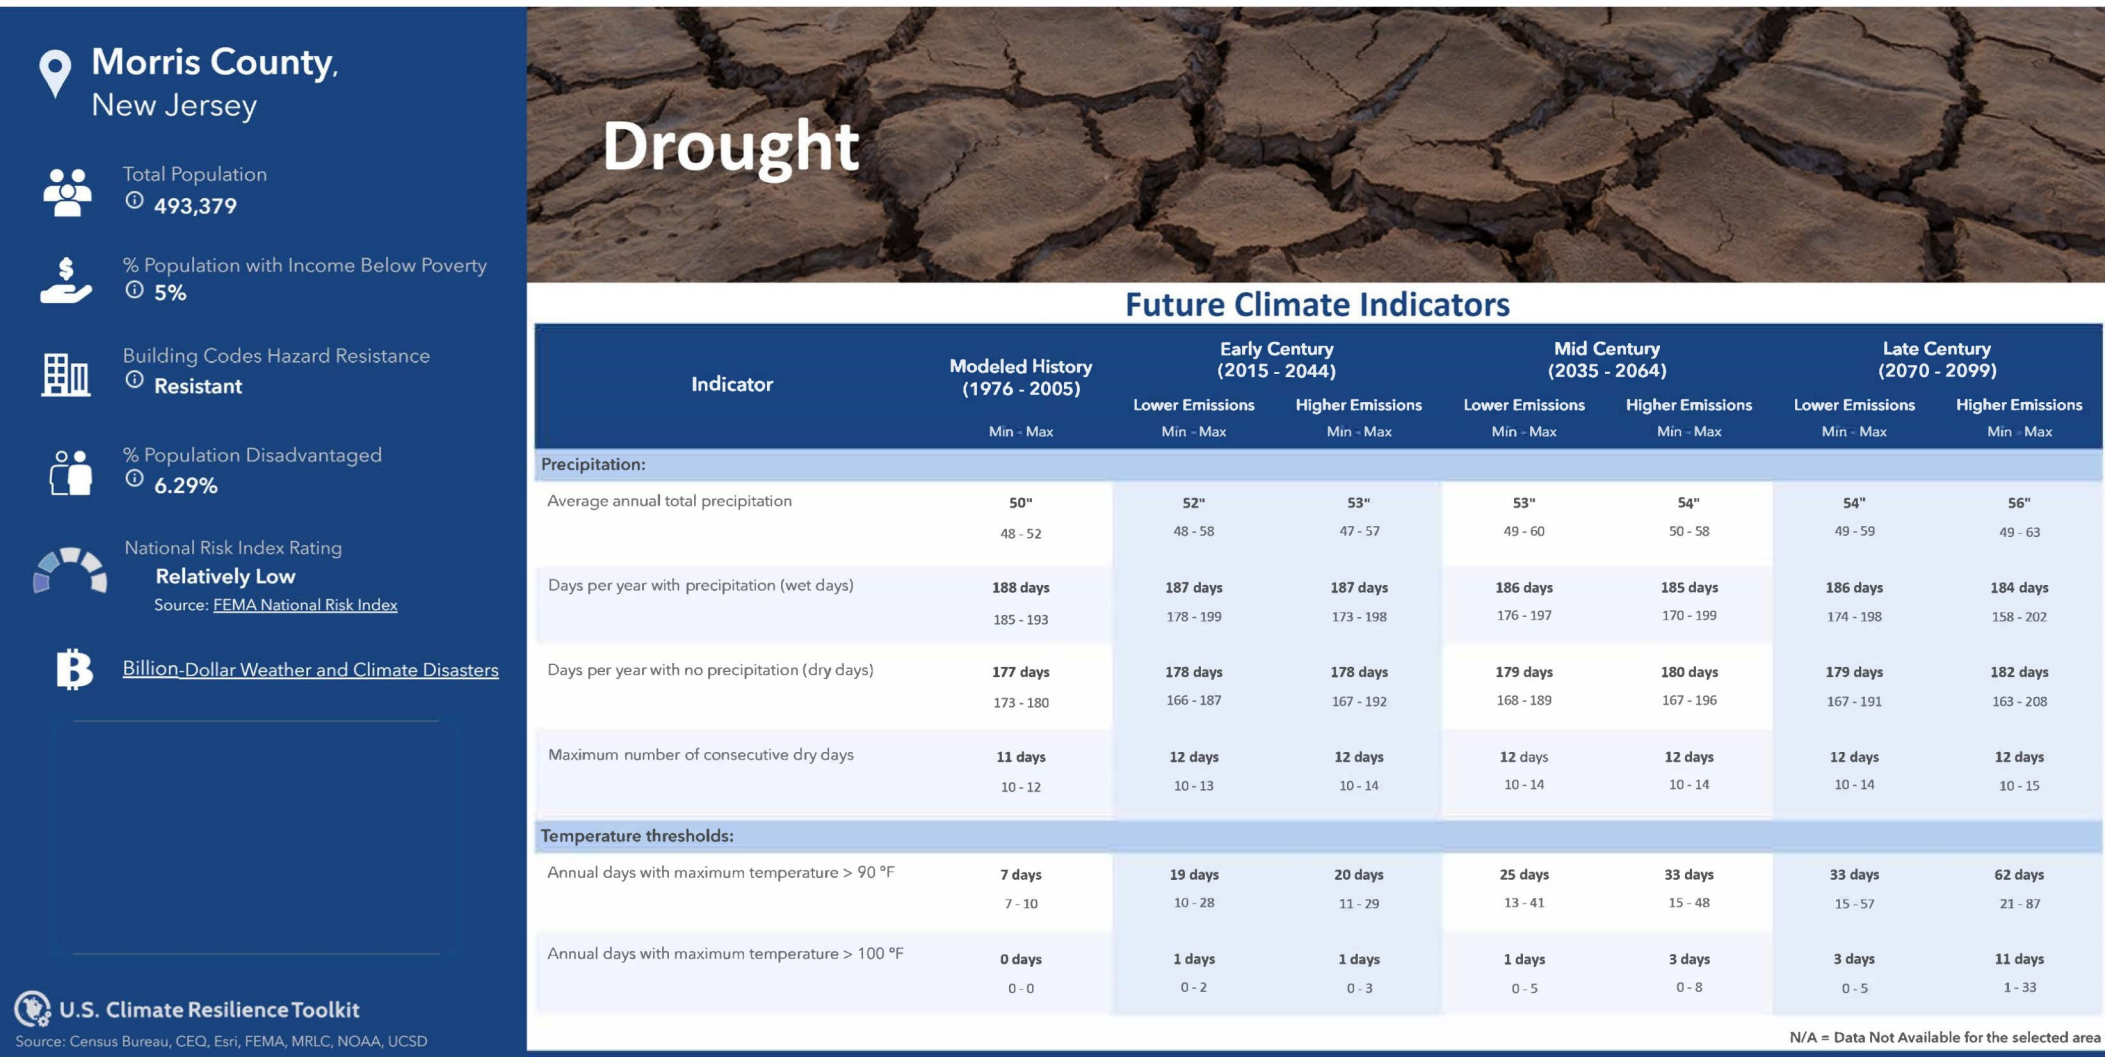 Morris County,
New Jersey
Total Population
493,379
% Population with Income Below Poverty
5%
Building Codes Hazard Resistance
Resistant
% Population Disadvantaged
6.29%
National Risk Index Rating
Relatively Low
Source: FEMA National Risk Index
Billion-Dollar Weather and Climate Disasters
U.S. Climate Resilience Toolkit
Source: Census Bureau, CEQ, Esri, FEMA, MRLC, NOAA, UCSD
Drought
Future Climate Indicators
Indicator
Modeled History
(1976 - 2005)
Early Century
(2015 - 2044)
Mid Century
(2035 - 2064)
Late Century
(2070 - 2099)
Lower Emissions Higher Emissions Lower Emissions Higher Emissions Lower Emissions Higher Emissions
Min - Max Min - Max Min - Max Min - Max Min - Max Min - Max Min - Max
Precipitation:
Average annual total precipitation 50" 52" 53" 53" 54" 54" 56"
48 - 52 48 - 58 47 - 57 49 - 60 50 - 58 49 - 59 49 - 63
Days per year with precipitation (wet days) 188 days 187 days 187 days 186 days 185 days 186 days 184 days
185 - 193 178 - 199 173 - 198 176 - 197 170 - 199 174 - 198 158 - 202
Days per year with no precipitation (dry days) 177 days 178 days 178 days 179 days 180 days 179 days 182 days
173 - 180 166 - 187 167 - 192 168 - 189 167 - 196 167 - 191 163 - 208
Maximum number of consecutive dry days 11 days 12 days 12 days 12 days 12 days 12 days 12 days
10 - 12 10 - 13 10 - 14 10 - 14 10 - 14 10 - 14 10 - 15
Temperature thresholds:
Annual days with maximum temperature > 90 ºF 7 days 19 days 20 days 25 days 33 days 33 days 62 days
7 - 10 10 - 28 11 - 29 13 - 41 15 - 48 15 - 57 21 - 87
Annual days with maximum temperature > 100 ºF 0 days 1 days 1 days 1 days 3 days 3 days 11 days
0 - 0 0 - 2 0 - 3 0 - 5 0 - 8 0 - 5 1 - 33
N/A = Data Not Available for the selected area